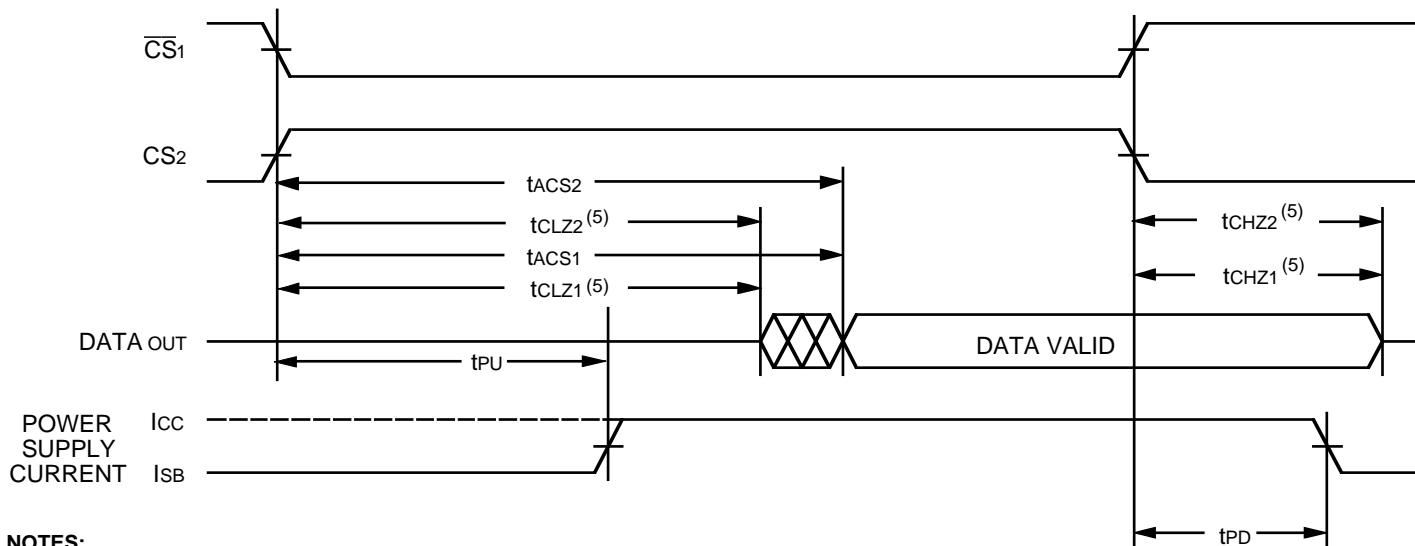 CS1
CS2
tACS2
tCLZ2(5)
tCHZ2(5)
tACS1
tCLZ1(5)
tCHZ1(5)
DATA OUT
DATA VALID
tPU
POWER SUPPLY CURRENT
ICC
ISB
tPD
NOTES: